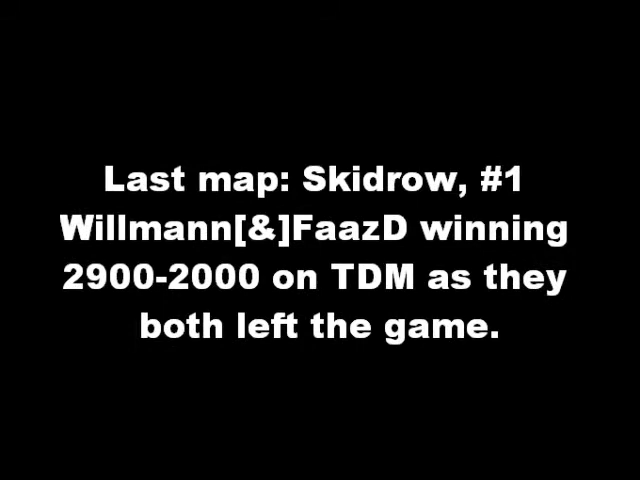 Last map: Skidrow, #1
Willmann[&]FaazD winning
2900-2000 on TDM as they
both left the game.